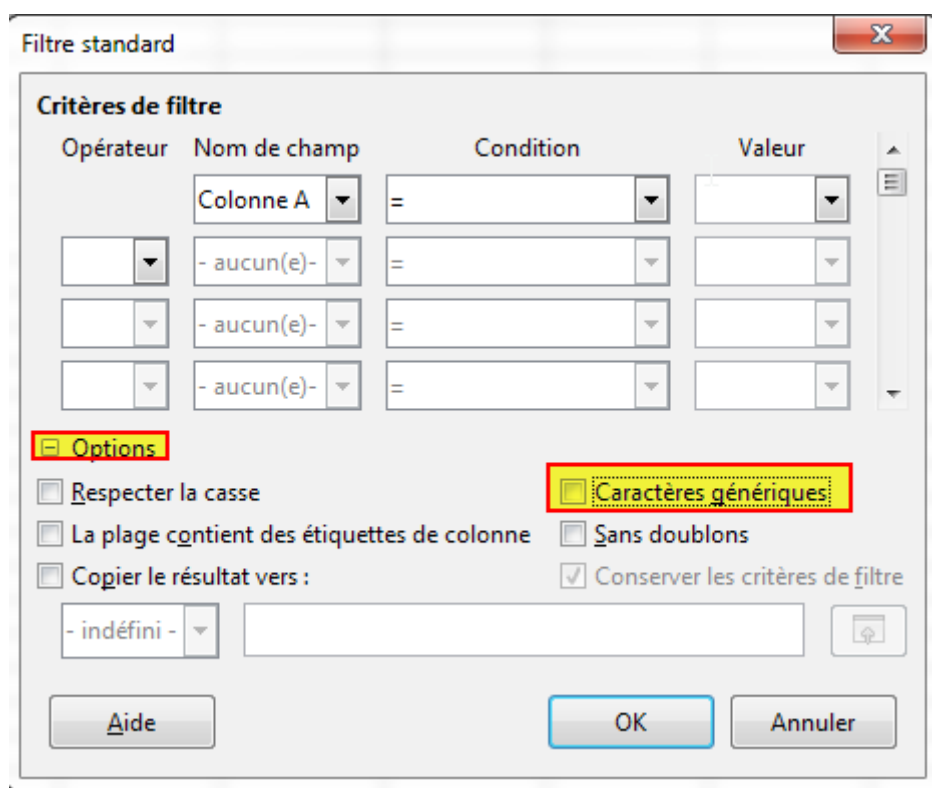 Filtre standard
Critères de filtre
Opérateur Nom de champ Condition Valeur
Colonne A =
- aucun(e)- =
- aucun(e)- =
- aucun(e)- =
Options
Respecter la casse Caractères génériques
La plage contient des étiquettes de colonne Sans doublons
Copier le résultat vers : Conserver les critères de filtre
- indéfini -
Aide OK Annuler